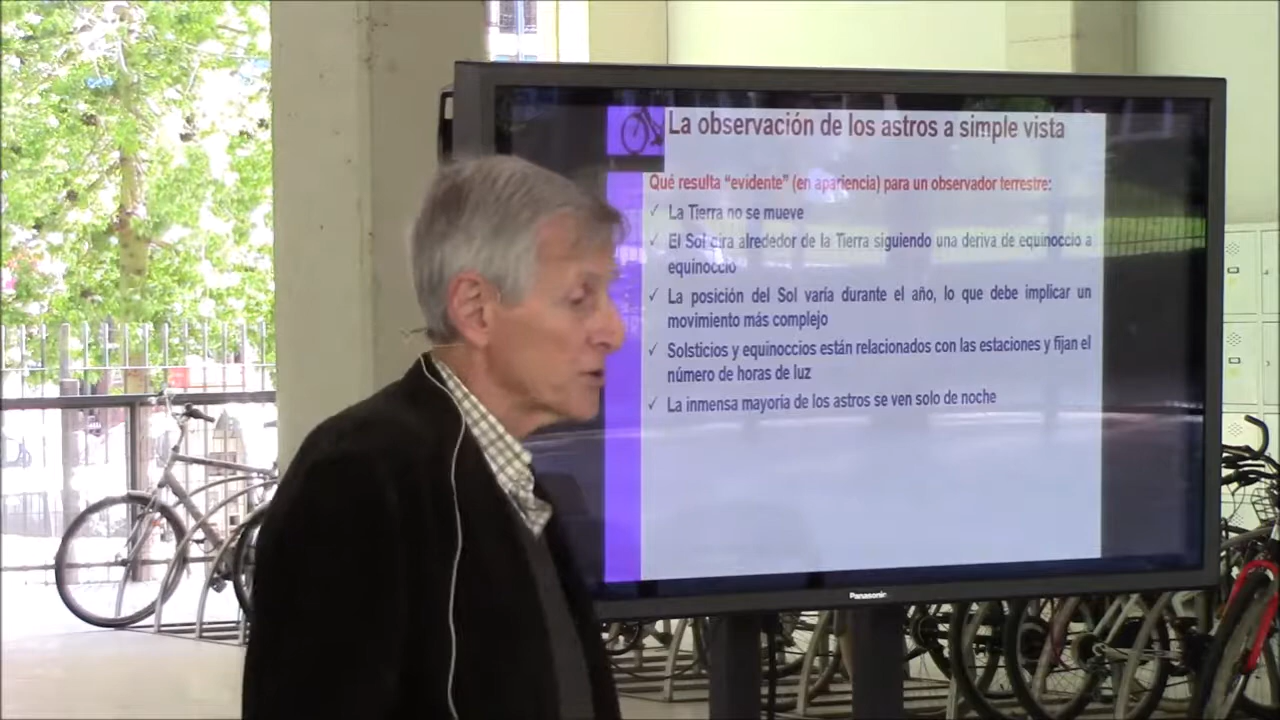 La observación de los astros a simple vista
Qué resulta “evidente” (en apariencia) para un observador terrestre:
✓ La Tierra no se mueve
✓ El Sol gira alrededor de la Tierra siguiendo una deriva de equinoccio a
equinoccio
✓ La posición del Sol varía durante el año, lo que debe implicar un
movimiento más complejo
✓ Solsticios y equinoccios están relacionados con las estaciones y fijan el
número de horas de luz
✓ La inmensa mayoría de los astros se ven solo de noche
Panasonic